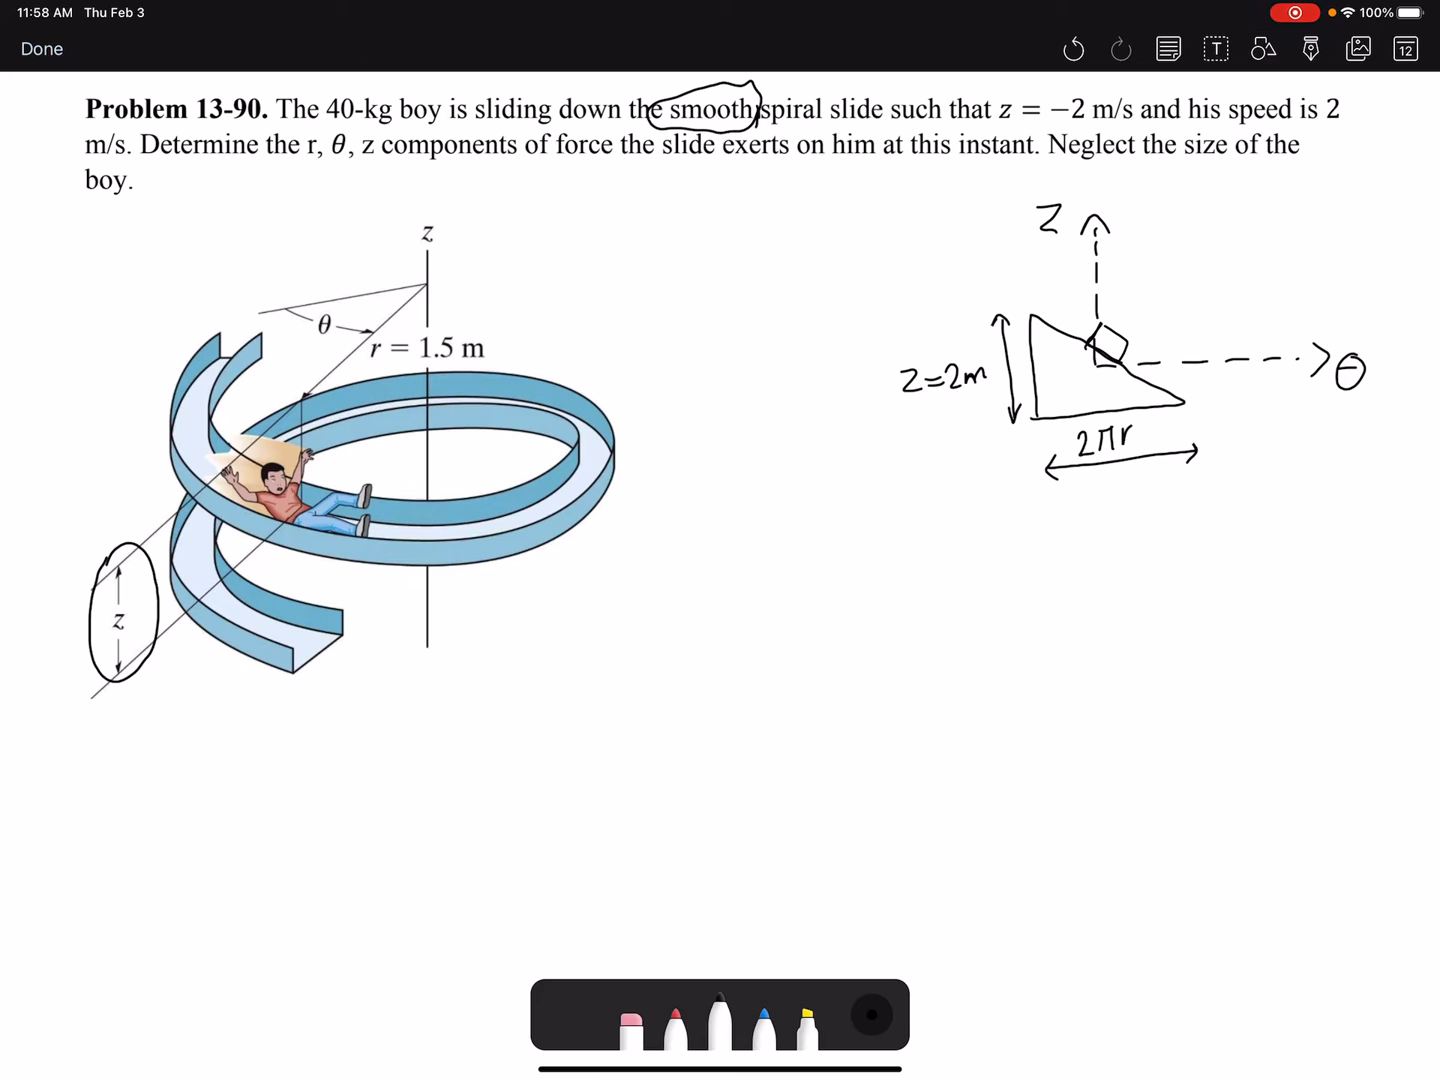 11:58 AM Thu Feb 3
100%
Done
T
12
Problem 13-90. The 40-kg boy is sliding down the smooth spiral slide such that z = −2 m/s and his speed is 2
m/s. Determine the r, θ, z components of force the slide exerts on him at this instant. Neglect the size of the
boy.
z
θ
r = 1.5 m
z
Z
Z=2m
θ
2πr